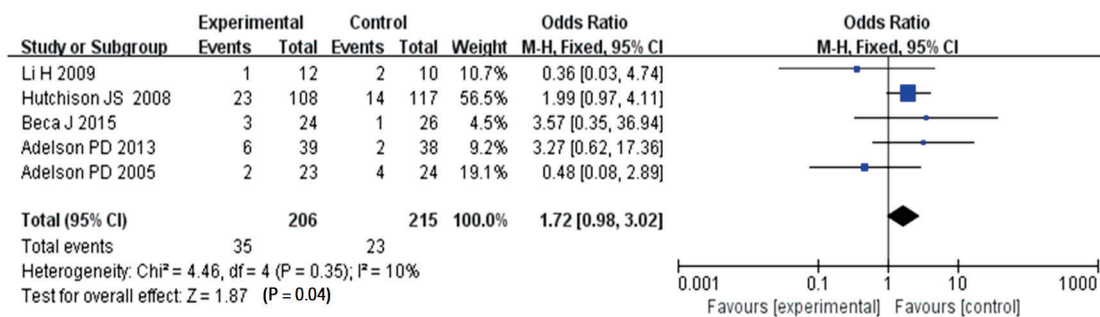 Experimental Control Odds Ratio Odds Ratio
Study or Subgroup Events Total Events Total Weight M-H, Fixed, 95% CI M-H, Fixed, 95% CI
Li H 2009 1 12 2 10 10.7% 0.36 [0.03, 4.74]
Hutchison JS 2008 23 108 14 117 56.5% 1.99 [0.97, 4.11]
Beca J 2015 3 24 1 26 4.5% 3.57 [0.35, 36.94]
Adelson PD 2013 6 39 2 38 9.2% 3.27 [0.62, 17.36]
Adelson PD 2005 2 23 4 24 19.1% 0.48 [0.08, 2.89]
Total (95% CI) 206 215 100.0% 1.72 [0.98, 3.02]
Total events 35 23
Heterogeneity: Chi² = 4.46, df = 4 (P = 0.35); I² = 10%
Test for overall effect: Z = 1.87 (P = 0.04)
0.001 0.1 1 10 1000
Favours [experimental] Favours [control]